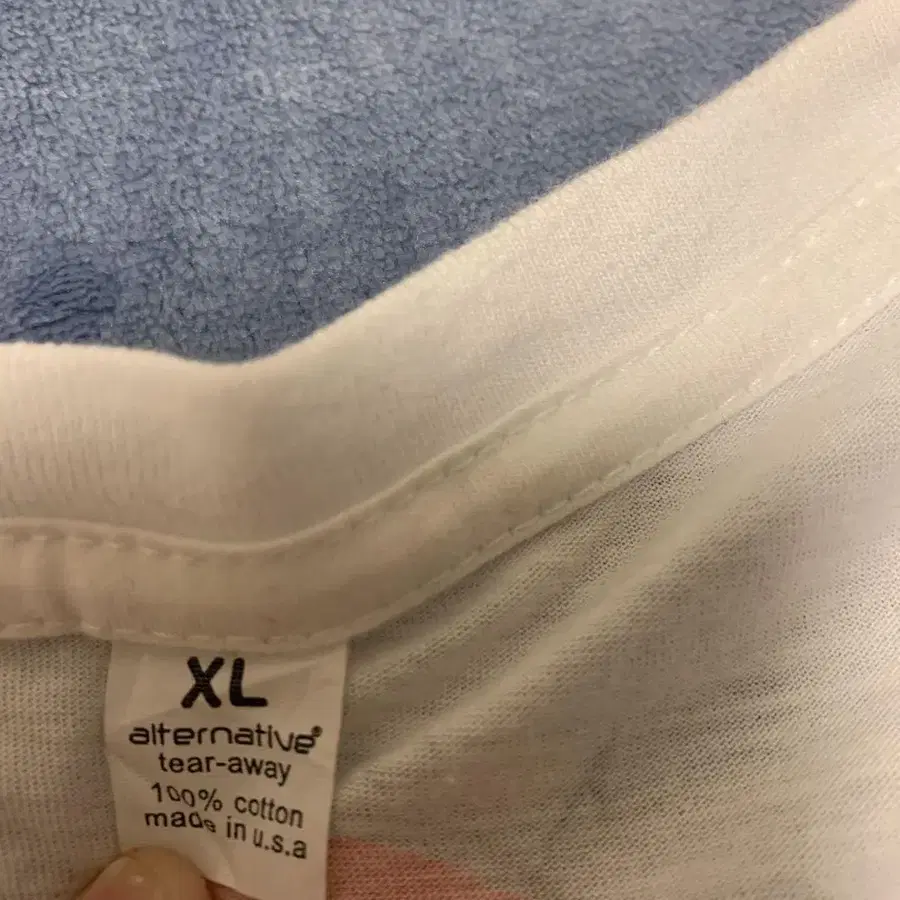 XL
alternative®
tear-away
100% cotton
made in u.s.a